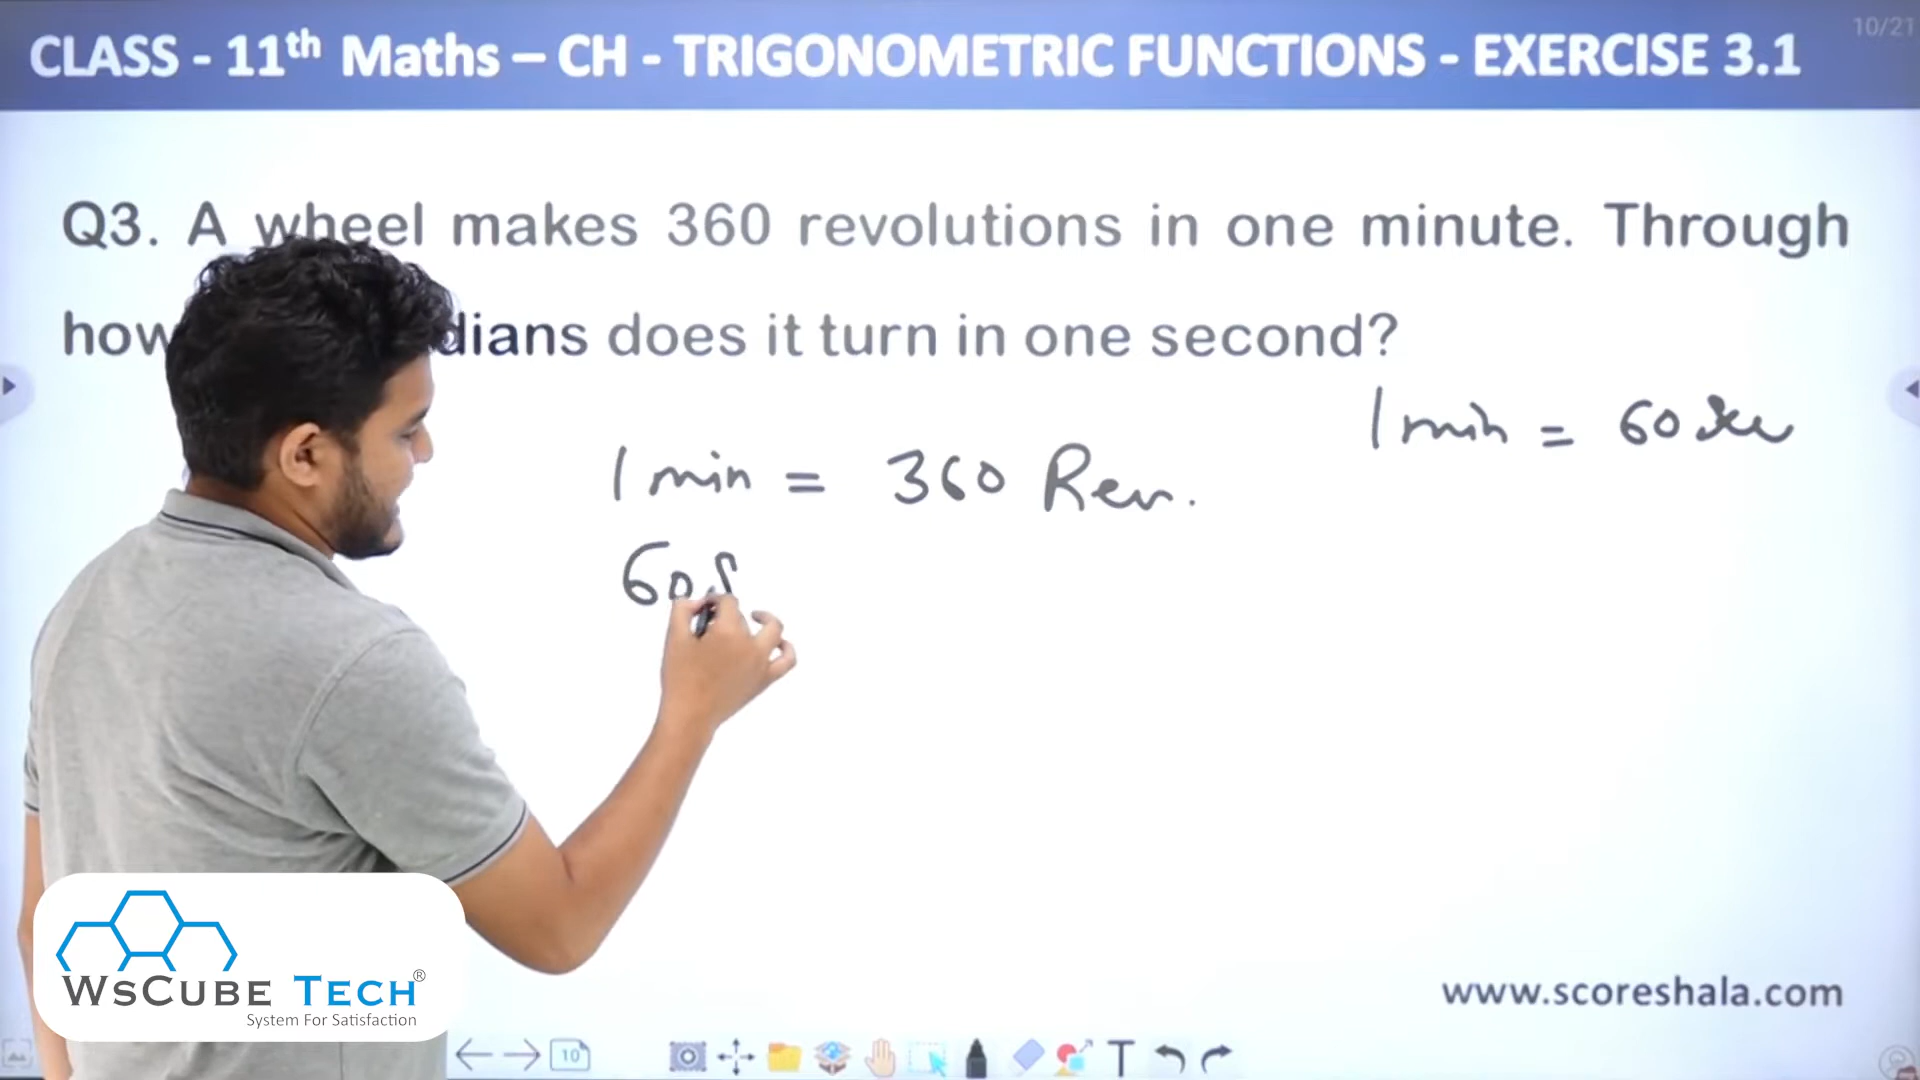 10/21
CLASS - 11th Maths – CH - TRIGONOMETRIC FUNCTIONS - EXERCISE 3.1
Q3. A wheel makes 360 revolutions in one minute. Through
how dians does it turn in one second?
1 min = 60 sec
1 min = 360 Rev.
60 s
WSCUBE TECH®
System For Satisfaction
www.scoreshala.com
10
T